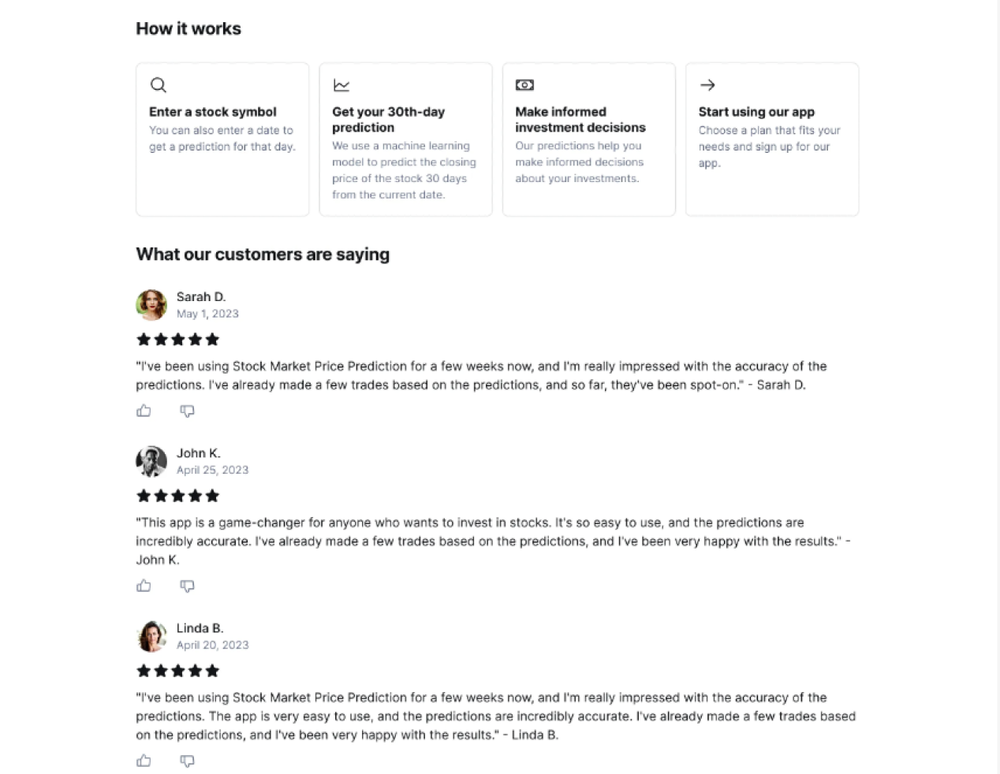 How it works
Enter a stock symbol
You can also enter a date to
get a prediction for that day.
Get your 30th-day
prediction
We use a machine learning
model to predict the closing
price of the stock 30 days
from the current date.
Make informed
investment decisions
Our predictions help you
make informed decisions
about your investments.
Start using our app
Choose a plan that fits your
needs and sign up for our
app.
What our customers are saying
Sarah D.
May 1, 2023
"I've been using Stock Market Price Prediction for a few weeks now, and I'm really impressed with the accuracy of the
predictions. I've already made a few trades based on the predictions, and so far, they've been spot-on." - Sarah D.
John K.
April 25, 2023
"This app is a game-changer for anyone who wants to invest in stocks. It's so easy to use, and the predictions are
incredibly accurate. I've already made a few trades based on the predictions, and I've been very happy with the results." -
John K.
Linda B.
April 20, 2023
"I've been using Stock Market Price Prediction for a few weeks now, and I'm really impressed with the accuracy of the
predictions. The app is very easy to use, and the predictions are incredibly accurate. I've already made a few trades based
on the predictions, and I've been very happy with the results." - Linda B.